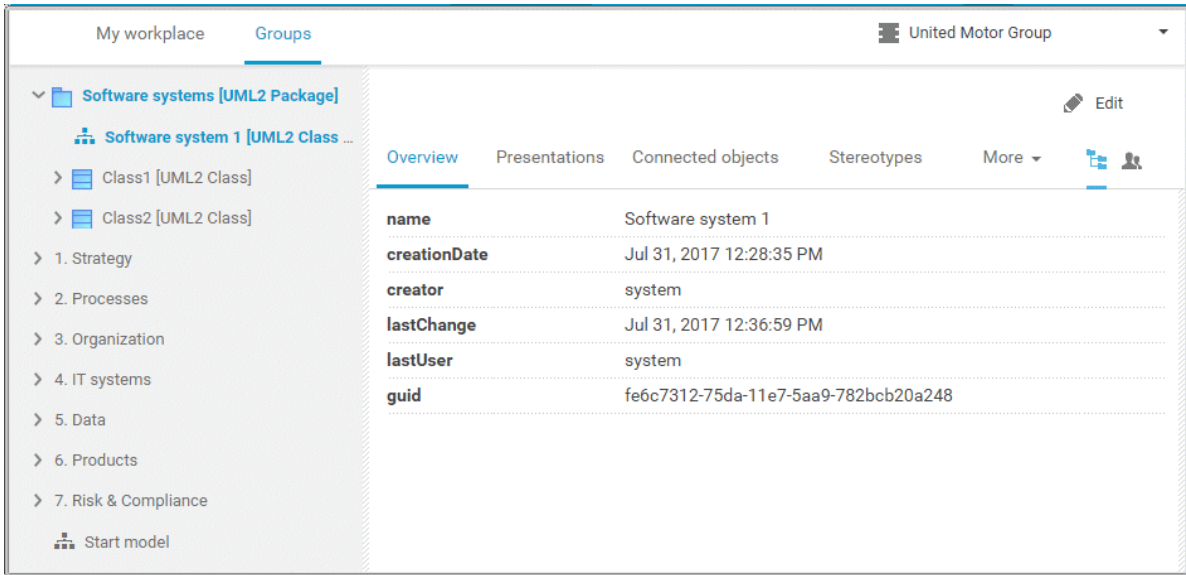 My workplace Groups United Motor Group
Software systems [UML2 Package]
Edit
Software system 1 [UML2 Class ...
Overview Presentations Connected objects Stereotypes More
Class1 [UML2 Class]
Class2 [UML2 Class]
name Software system 1
1. Strategy
creationDate Jul 31, 2017 12:28:35 PM
2. Processes
creator system
3. Organization
lastChange Jul 31, 2017 12:36:59 PM
4. IT systems
lastUser system
guid fe6c7312-75da-11e7-5aa9-782bcb20a248
5. Data
6. Products
7. Risk & Compliance
Start model